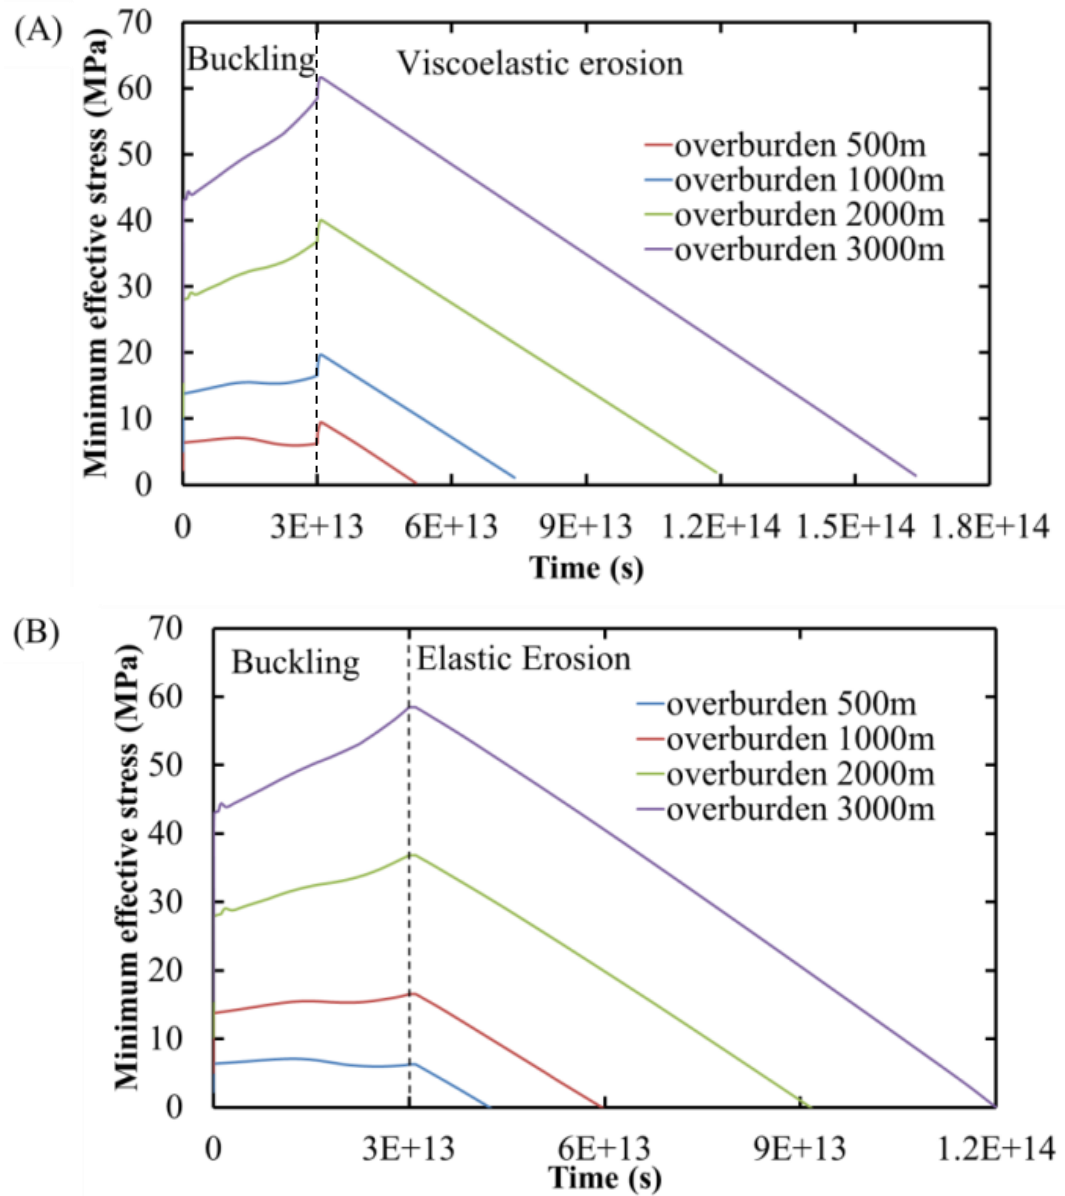 (A)
Minimum effective stress (MPa)
70
60
50
40
30
20
10
0
Buckling
Viscoelastic erosion
overburden 500m
overburden 1000m
overburden 2000m
overburden 3000m
0 3E+13 6E+13 9E+13 1.2E+14 1.5E+14 1.8E+14
Time (s)
(B)
Minimum effective stress (MPa)
70
60
50
40
30
20
10
0
Buckling
Elastic Erosion
overburden 500m
overburden 1000m
overburden 2000m
overburden 3000m
0 3E+13 6E+13 9E+13 1.2E+14
Time (s)